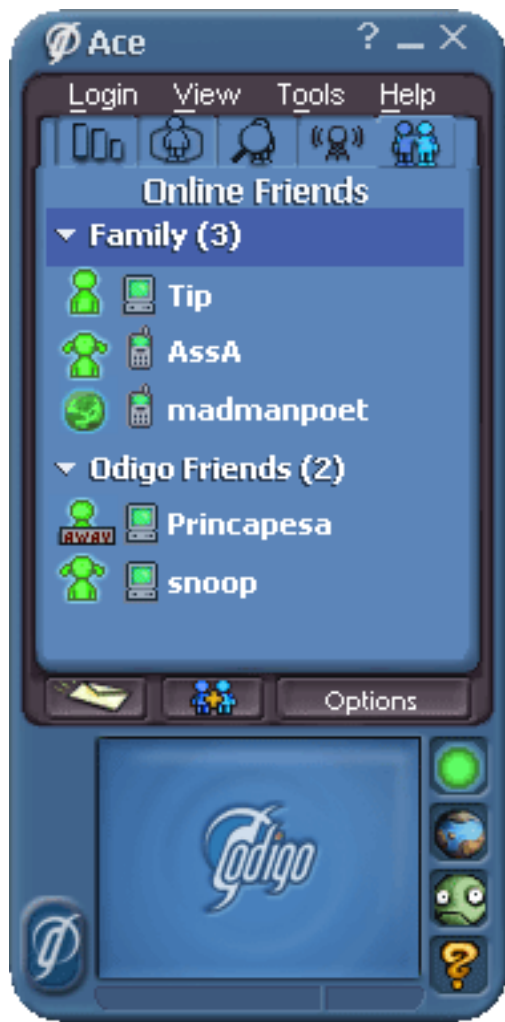 Ace ?
Login View Tools Help
Online Friends
Family (3)
Tip
AssA
madmanpoet
Odigo Friends (2)
AWAY Princapesa
snoop
Options
Odigo
?